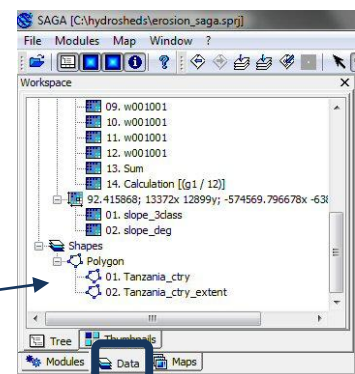 SAGA [C:\hydrosheds\erosion_saga.sprj]
File Modules Map Window ?
Workspace
09. w001001
10. w001001
11. w001001
12. w001001
13. Sum
14. Calculation [(g1 / 12)]
92.415868; 13372x 12899y; -574569.796678x -638
01. slope_3class
02. slope_deg
Shapes
Polygon
01. Tanzania_ctry
02. Tanzania_ctry_extent
Tree Thumbnails
Modules Data Maps